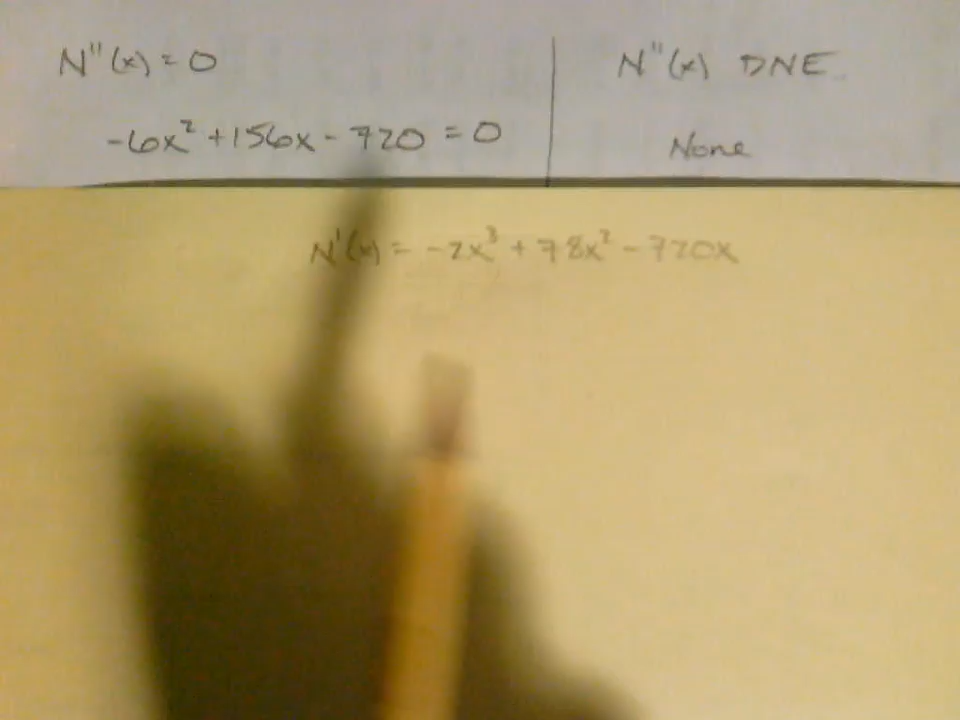 N''(x) = 0
-6x² + 156x - 720 = 0
N''(x) DNE
None
N'(x) = -2x³ + 78x² - 720x